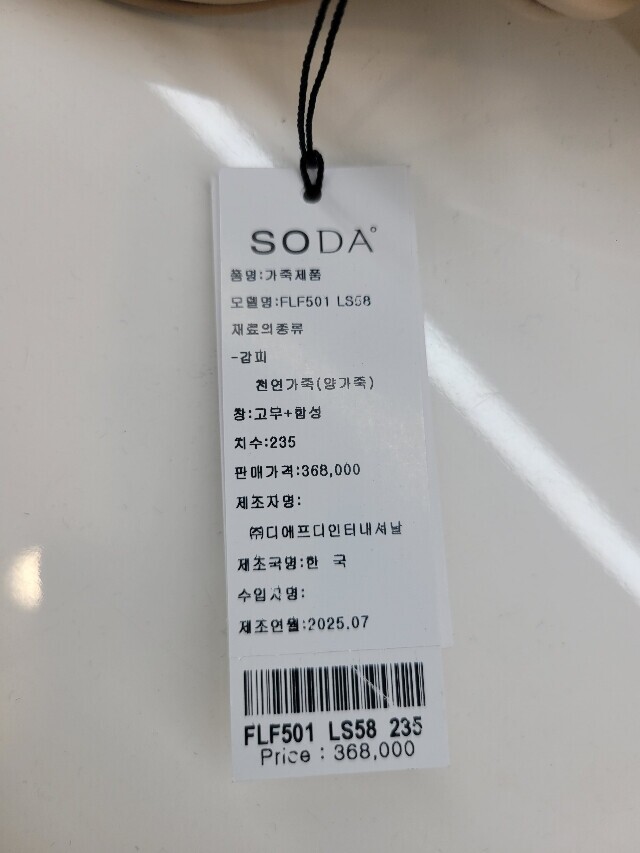 SODA
품명:가죽제품
모델명:FLF501 LS58
재료의종류
-갑피
천연가죽(양가죽)
창:고무+합성
치수:235
판매가격:368,000
제조자명:
㈜디에프디인터내셔날
제조국명:한 국
수입자명:
제조연월:2025.07
FLF501 LS58 235
Price : 368,000